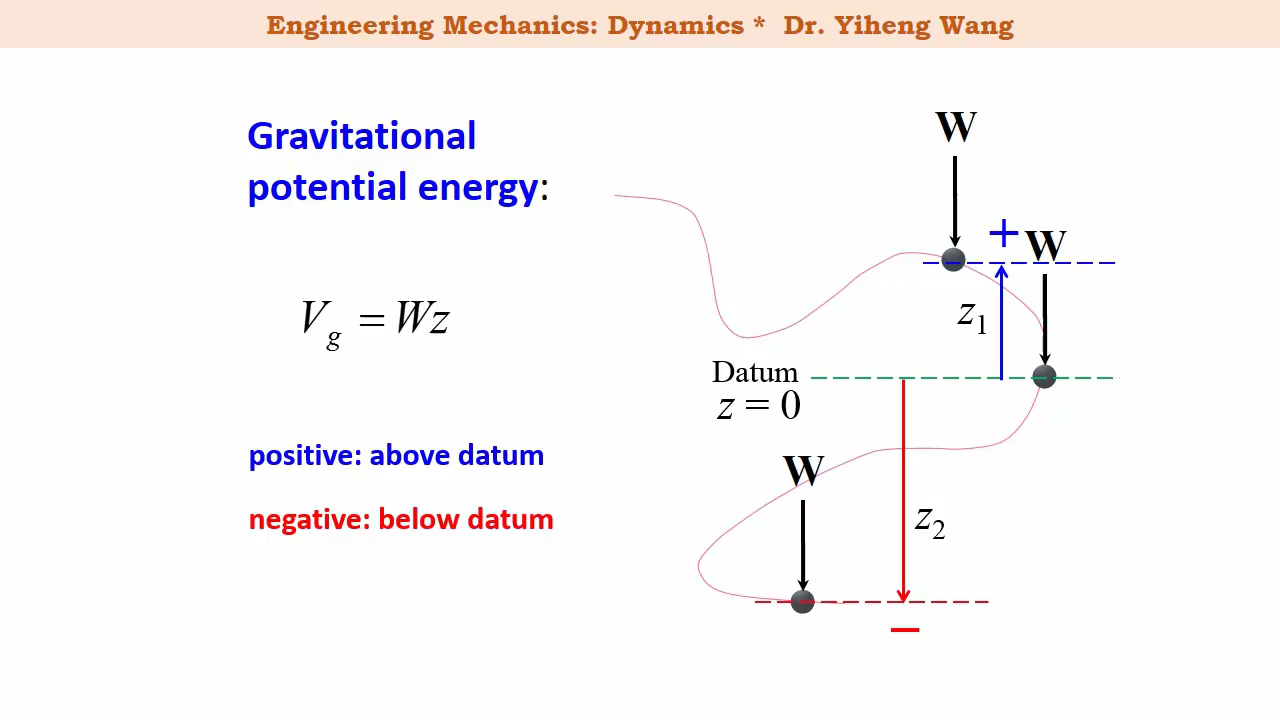 Engineering Mechanics: Dynamics * Dr. Yiheng Wang
Gravitational
potential energy:
V_g = Wz
positive: above datum
negative: below datum
W
+
W
z₁
Datum
z = 0
W
z₂
−